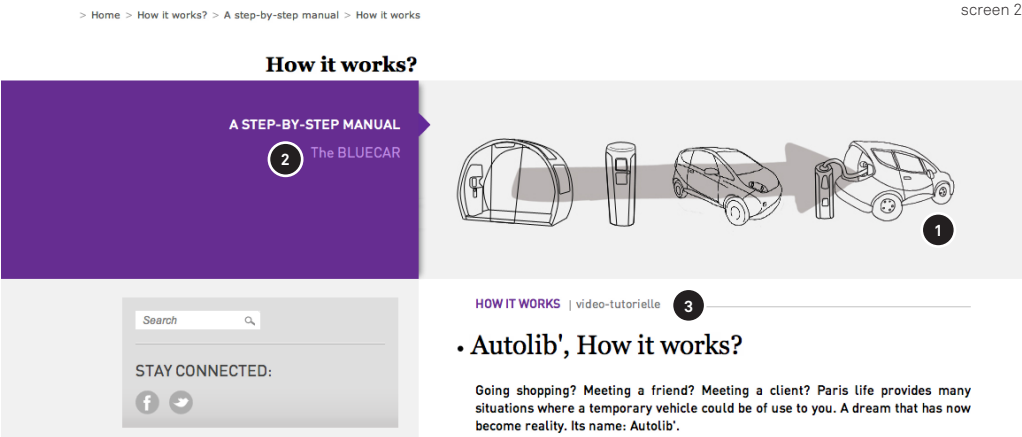 > Home > How it works? > A step-by-step manual > How it works
screen 2
How it works?
A STEP-BY-STEP MANUAL
2 The BLUECAR
1
HOW IT WORKS | video-tutorielle 3
Search
• Autolib', How it works?
STAY CONNECTED:
f
Going shopping? Meeting a friend? Meeting a client? Paris life provides many
situations where a temporary vehicle could be of use to you. A dream that has now
become reality. Its name: Autolib'.